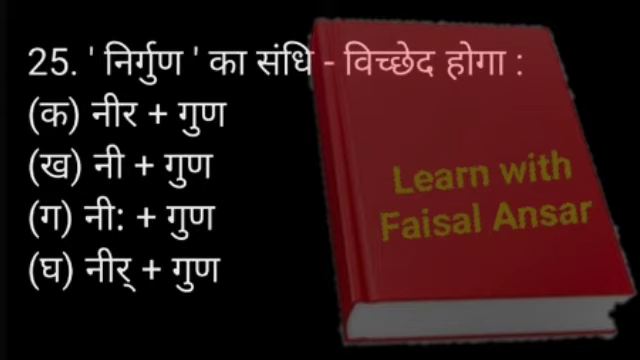 25. ' निर्गुण ' का संधि - विच्छेद होगा :
(क) नीर + गुण
(ख) नी + गुण
(ग) नी: + गुण
(घ) नीर् + गुण
Learn with
Faisal Ansar